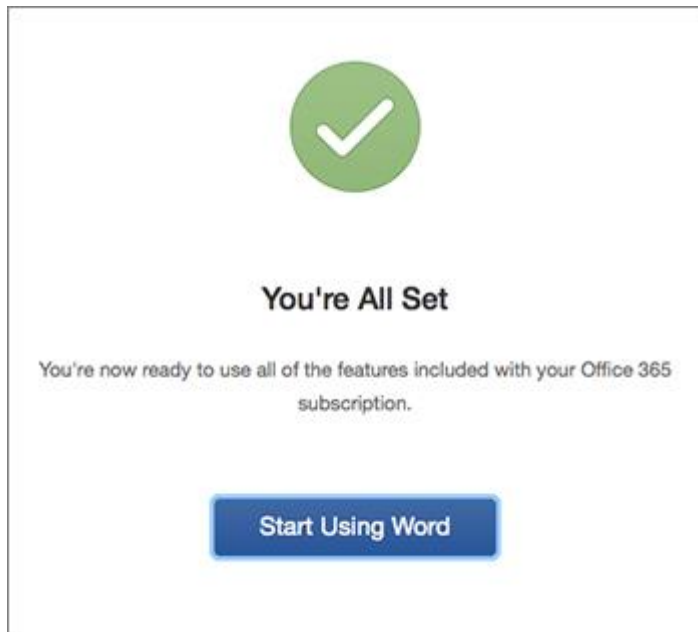 You're All Set
You're now ready to use all of the features included with your Office 365
subscription.
Start Using Word